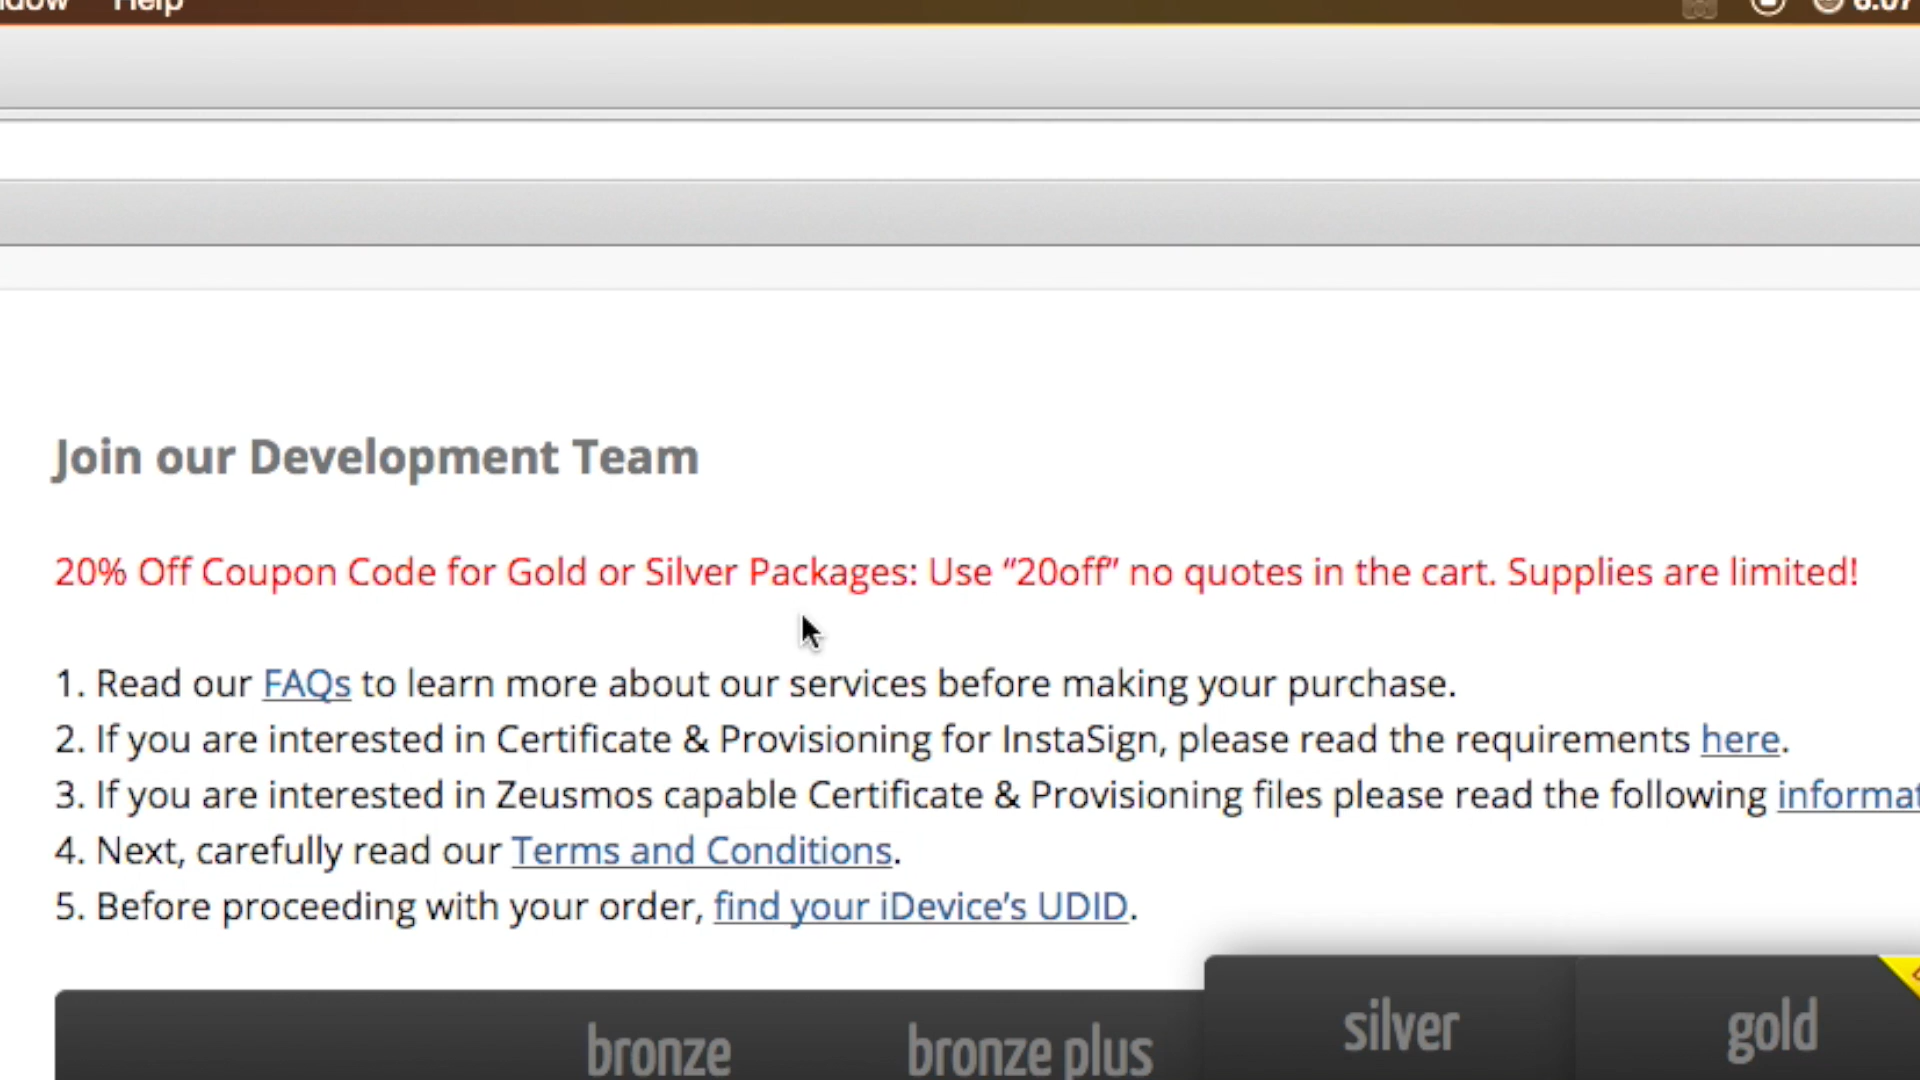 Help
Join our Development Team
20% Off Coupon Code for Gold or Silver Packages: Use “20off” no quotes in the cart. Supplies are limited!
1. Read our FAQs to learn more about our services before making your purchase.
2. If you are interested in Certificate & Provisioning for InstaSign, please read the requirements here.
3. If you are interested in Zeusmos capable Certificate & Provisioning files please read the following
4. Next, carefully read our Terms and Conditions.
5. Before proceeding with your order, find your iDevice’s UDID.
bronze bronze plus silver gold